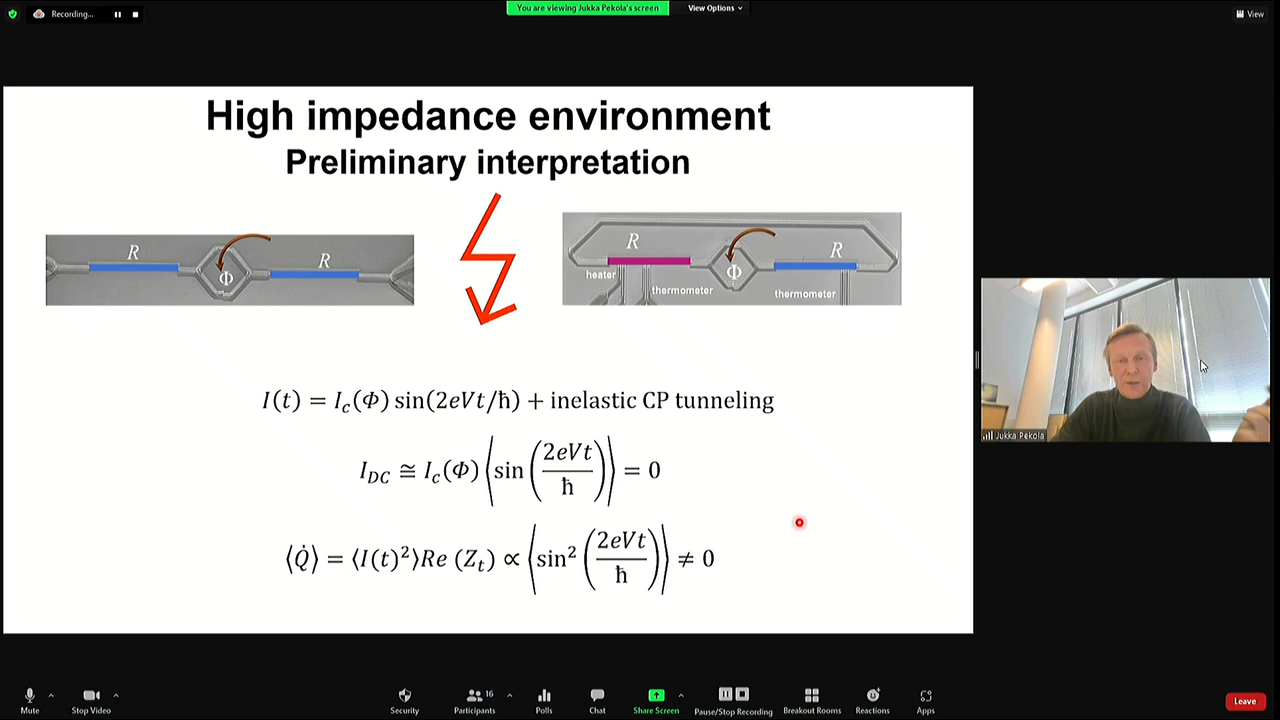 Recording...
You are viewing Jukka Pekola's screen
View Options
View
High impedance environment
Preliminary interpretation
R
Φ
R
R
Φ
R
heater
thermometer
thermometer
I(t) = I_c(Φ) sin(2eVt/ħ) + inelastic CP tunneling
I_DC ≅ I_c(Φ) ⟨sin (2eVt/ħ)⟩ = 0
⟨Q̇⟩ = ⟨I(t)²⟩Re (Z_t) ∝ ⟨sin² (2eVt/ħ)⟩ ≠ 0
Jukka Pekola
Mute
Stop Video
Security
Participants
16
Polls
Chat
Share Screen
Pause/Stop Recording
Breakout Rooms
Reactions
Apps
Leave